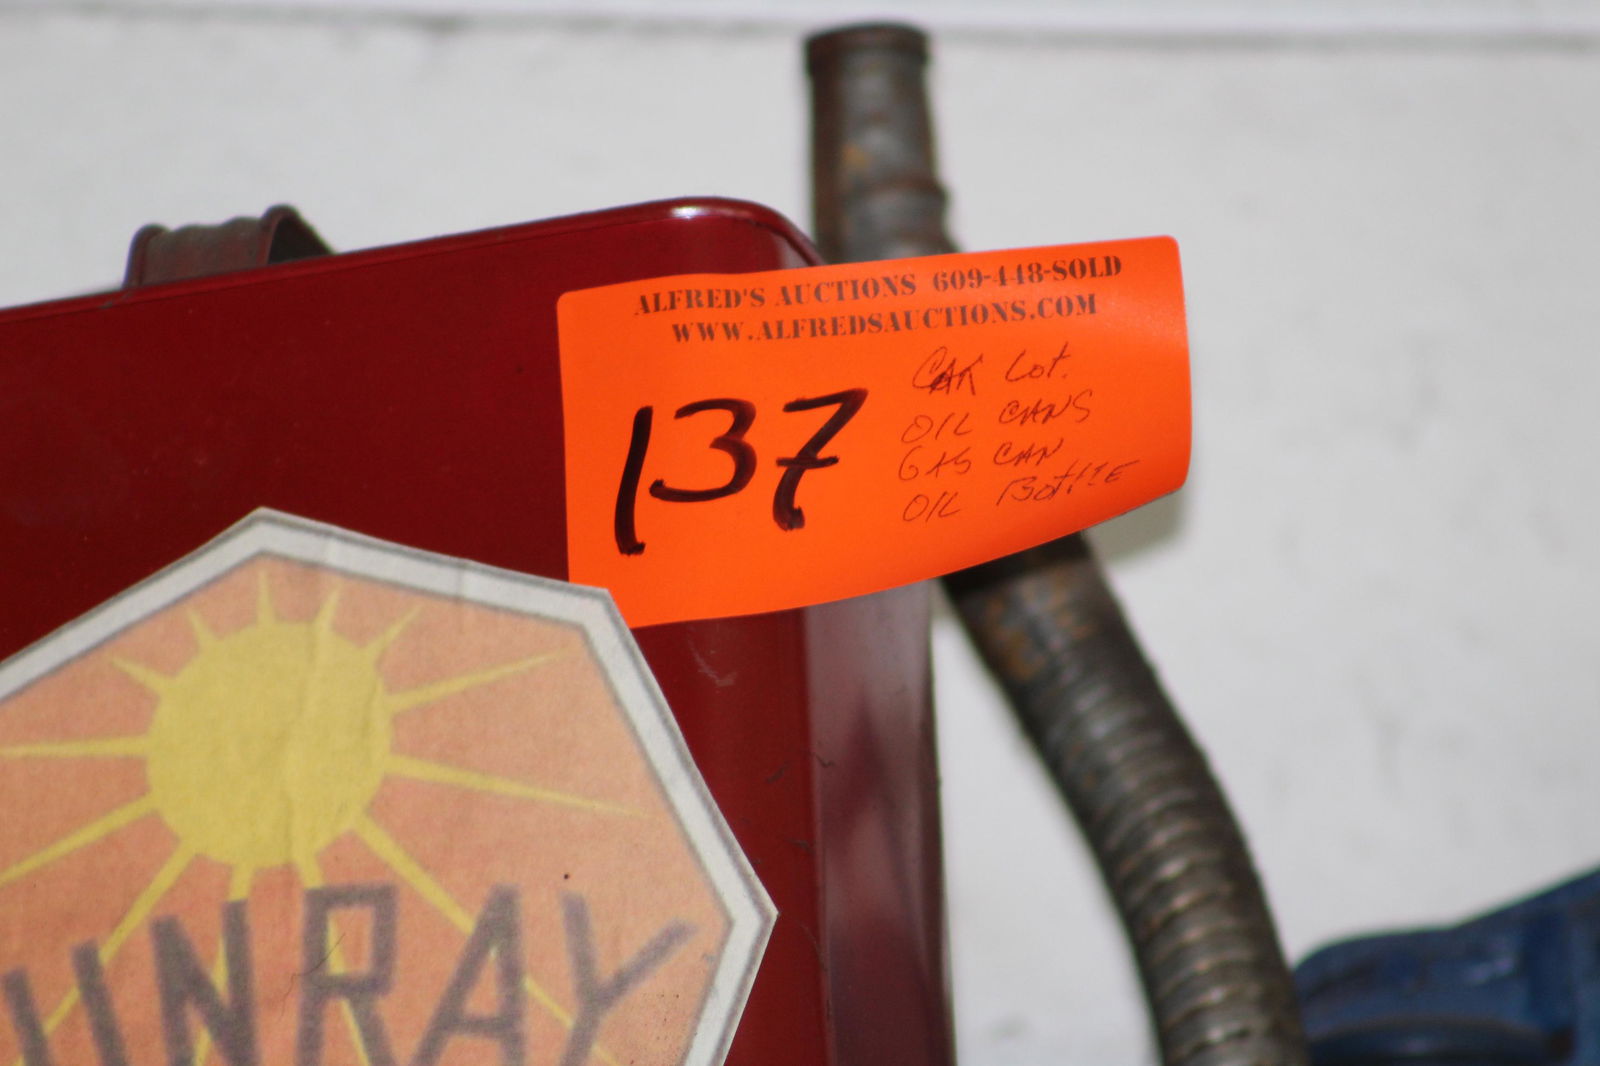 ALFRED'S AUCTIONS 609-448-SOLD
WWW.ALFREDSAUCTIONS.COM
137
CAR LOT.
OIL CANS
GAS CAN
OIL BOTTLE
UNRAY